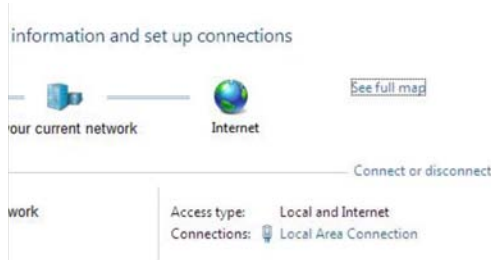 information and set up connections
See full map
your current network
Internet
Connect or disconnect
work
Access type: Local and Internet
Connections: Local Area Connection